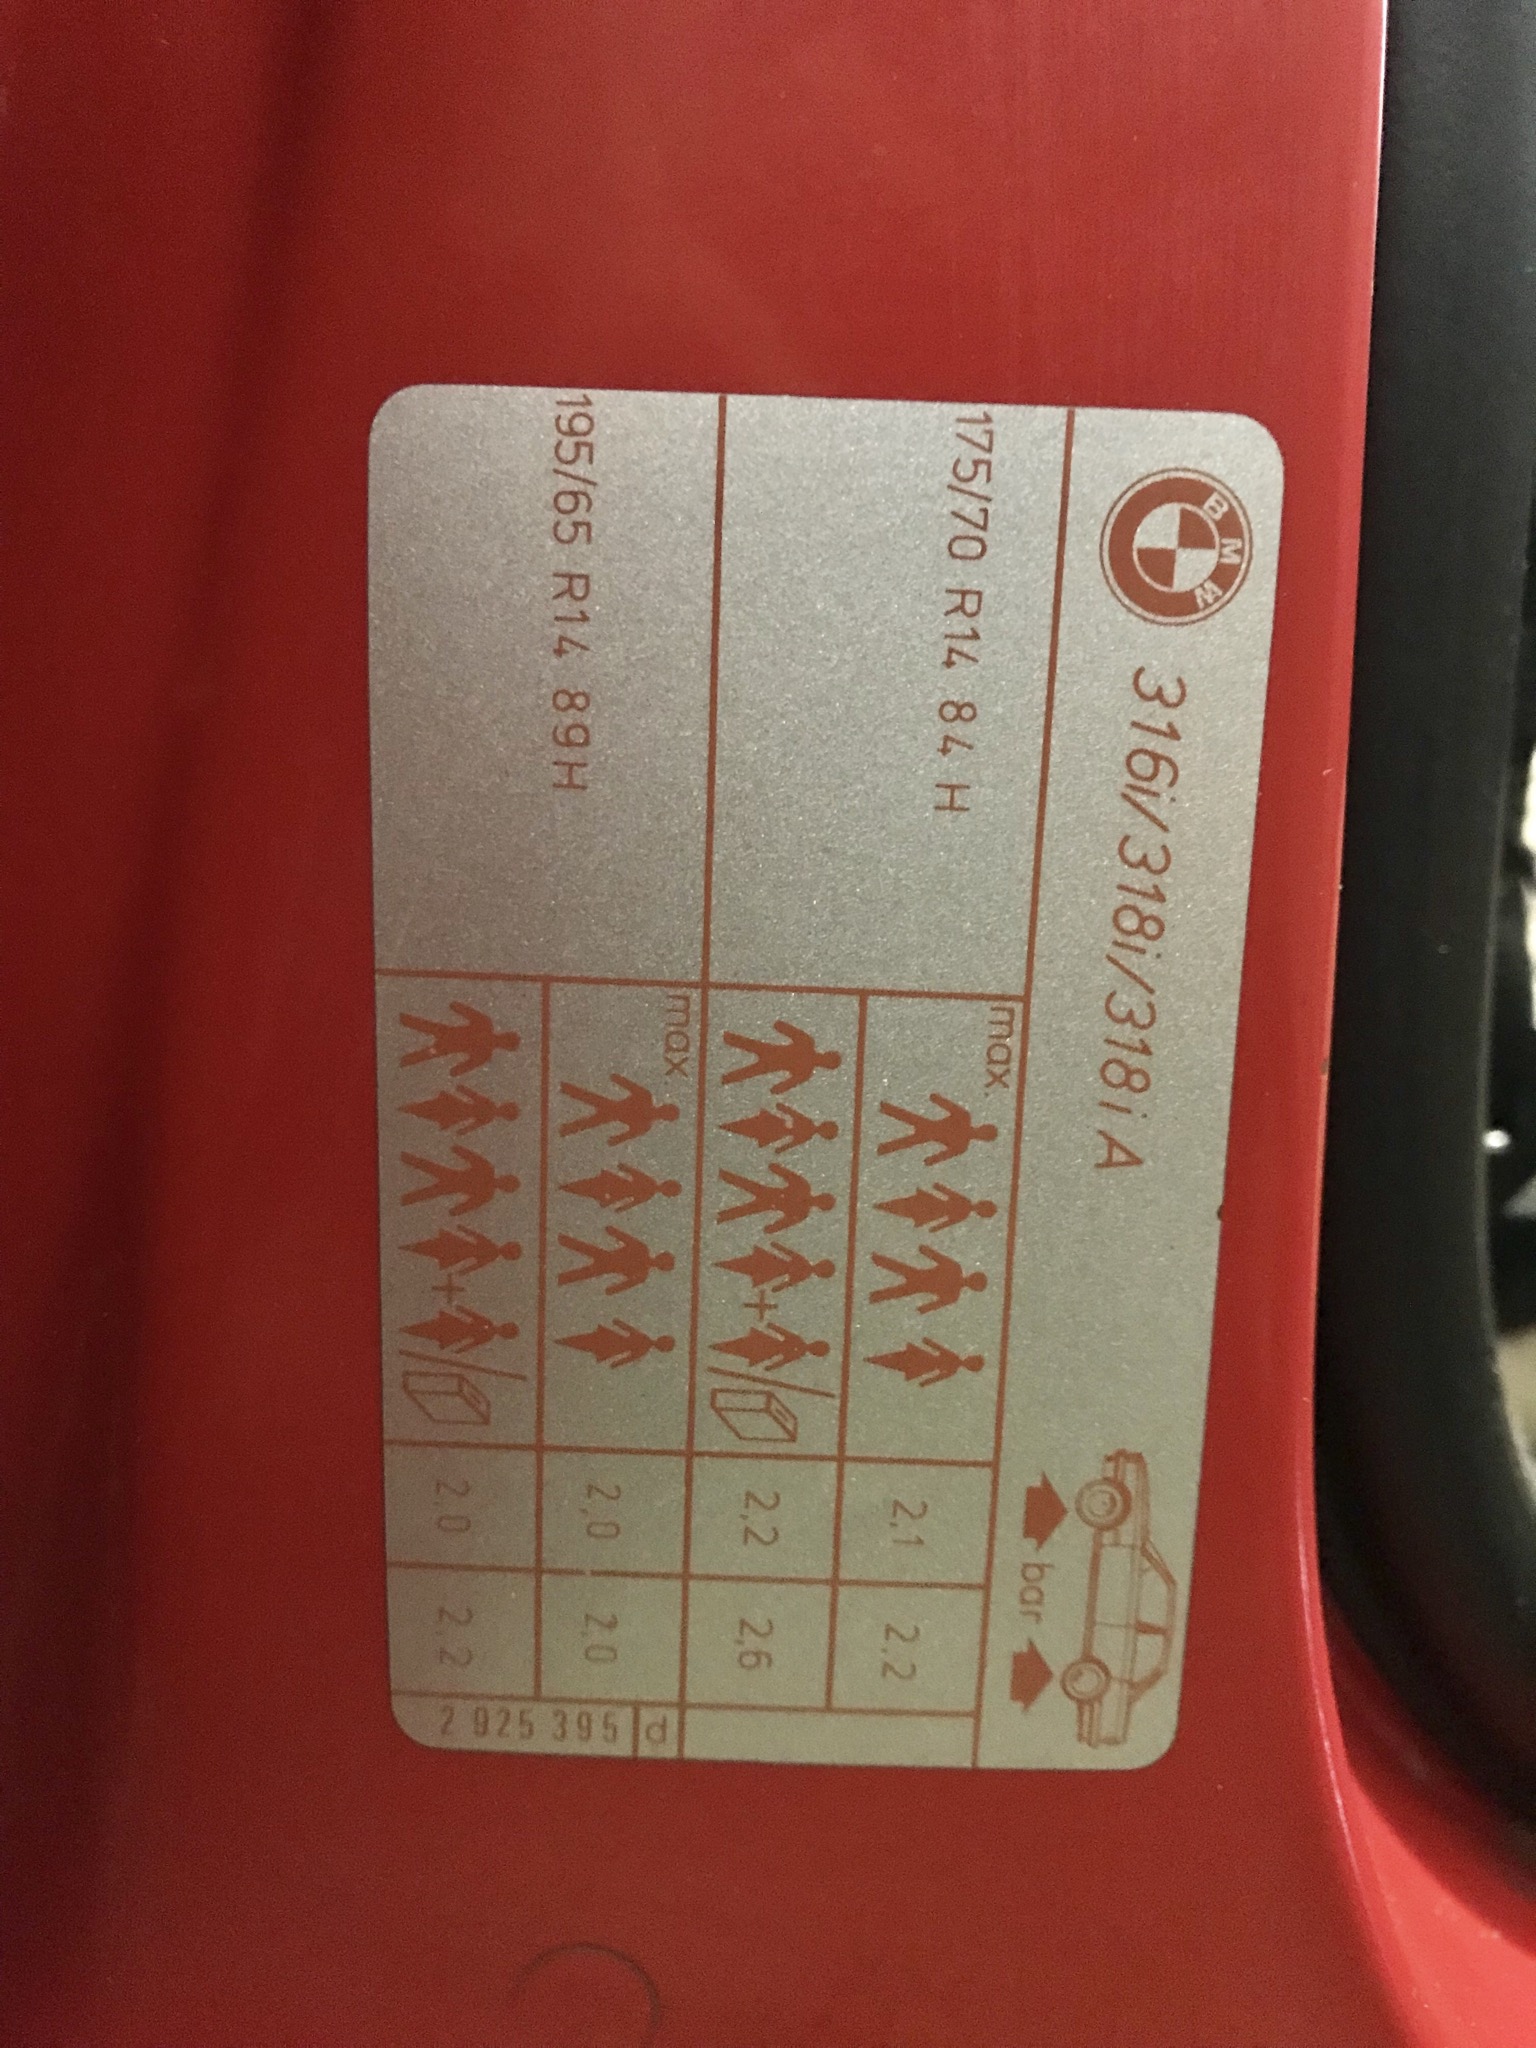 BMW 316i/318i/318i A
bar
175/70 R14 84 H max. 2,1 2,2
2,2 2,6
195/65 R14 89H max. 2,0 2,0
+ / 2,0 2,2
2 925 395 d